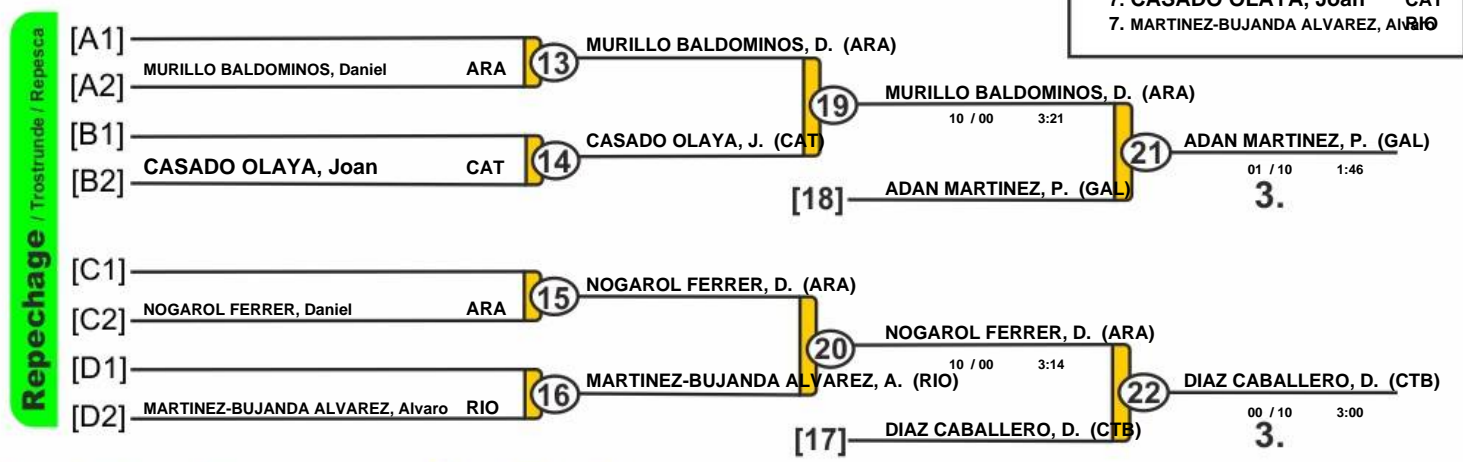 7. CASADO OLAYA, Joan CAT
7. MARTINEZ-BUJANDA ALVAREZ, Alvaro RIO
Repechage / Trostrunde / Repesca
[A1]
MURILLO BALDOMINOS, Daniel ARA
[A2]
13
MURILLO BALDOMINOS, D. (ARA)
[B1]
CASADO OLAYA, Joan CAT
[B2]
14
CASADO OLAYA, J. (CAT)
19
MURILLO BALDOMINOS, D. (ARA)
10 / 00 3:21
[18]
ADAN MARTINEZ, P. (GAL)
21
ADAN MARTINEZ, P. (GAL)
01 / 10 1:46
3.
[C1]
NOGAROL FERRER, Daniel ARA
[C2]
15
NOGAROL FERRER, D. (ARA)
[D1]
MARTINEZ-BUJANDA ALVAREZ, Alvaro RIO
[D2]
16
MARTINEZ-BUJANDA ALVAREZ, A. (RIO)
20
NOGAROL FERRER, D. (ARA)
10 / 00 3:14
[17]
DIAZ CABALLERO, D. (CTB)
22
DIAZ CABALLERO, D. (CTB)
00 / 10 3:00
3.